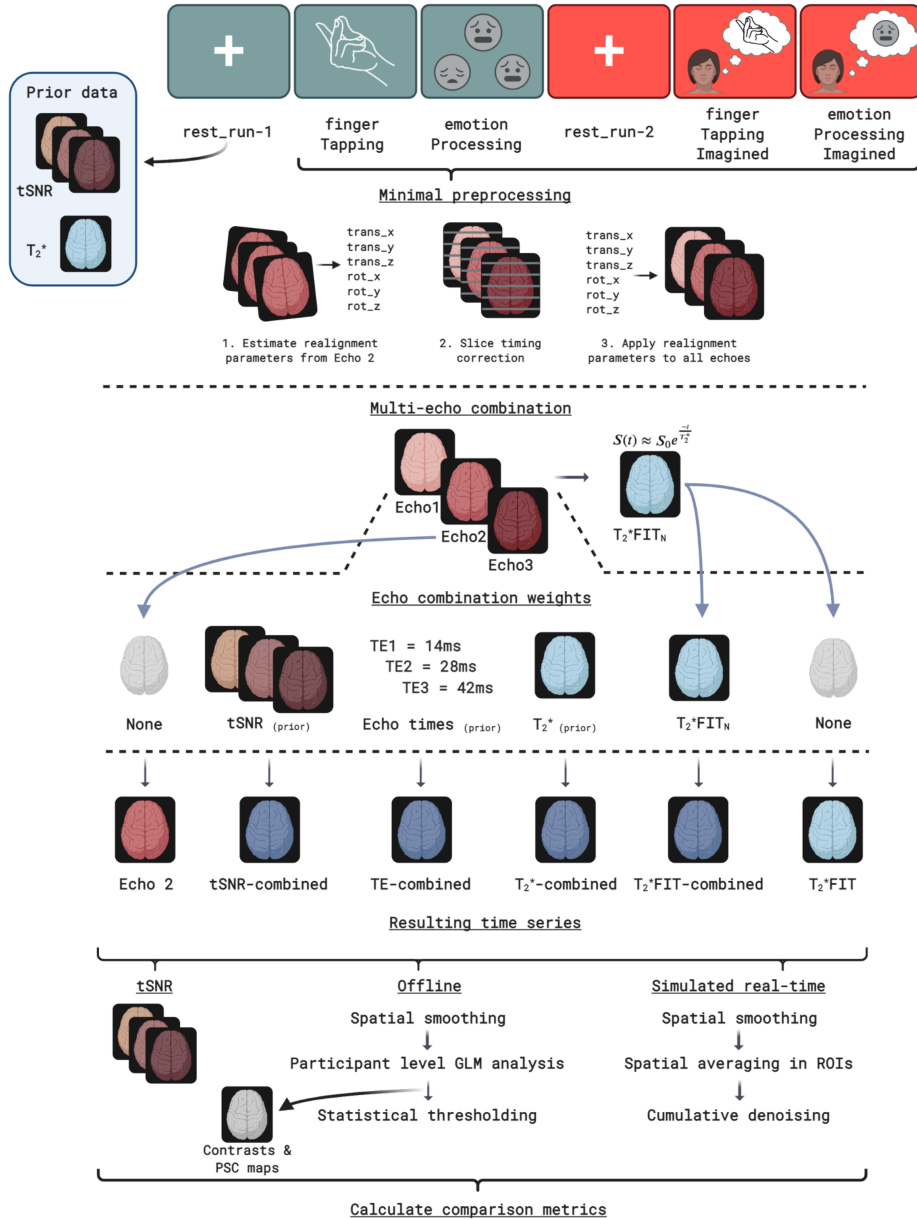 Prior data
tSNR
T₂*
rest_run-1
finger
Tapping
emotion
Processing
rest_run-2
finger
Tapping
Imagined
emotion
Processing
Imagined
Minimal preprocessing
trans_x
trans_y
trans_z
rot_x
rot_y
rot_z
trans_x
trans_y
trans_z
rot_x
rot_y
rot_z
1. Estimate realignment
parameters from Echo 2
2. Slice timing
correction
3. Apply realignment
parameters to all echoes
Multi-echo combination
Echo1
Echo2
Echo3
S(t) ≈ S₀e^(-t/T₂*)
T₂*FIT_N
Echo combination weights
None
tSNR (prior)
TE1 = 14ms
TE2 = 28ms
TE3 = 42ms
Echo times (prior)
T₂* (prior)
T₂*FIT_N
None
Echo 2
tSNR-combined
TE-combined
T₂*-combined
T₂*FIT-combined
T₂*FIT
Resulting time series
tSNR
Offline
Spatial smoothing
Participant level GLM analysis
Statistical thresholding
Contrasts &
PSC maps
Simulated real-time
Spatial smoothing
Spatial averaging in ROIs
Cumulative denoising
Calculate comparison metrics